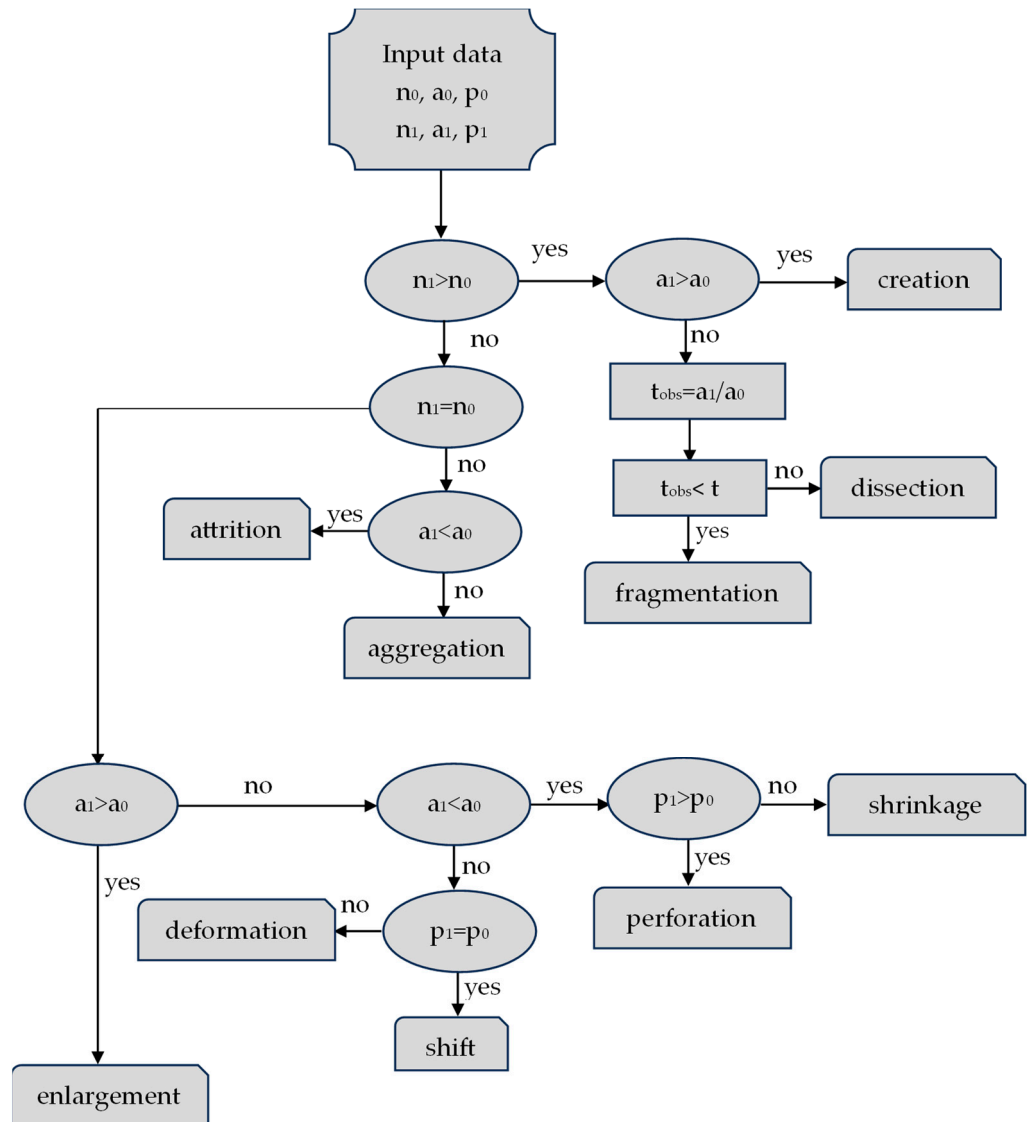 Input data
n₀, a₀, p₀
n₁, a₁, p₁
n₁>n₀
yes
a₁>a₀
yes
creation
no
no
n₁=n₀
tobs=a₁/a₀
no
attrition
yes
a₁<a₀
tobs< t
no
dissection
yes
no
fragmentation
aggregation
a₁>a₀
no
a₁<a₀
yes
p₁>p₀
no
shrinkage
yes
no
yes
deformation
no
p₁=p₀
perforation
yes
shift
enlargement